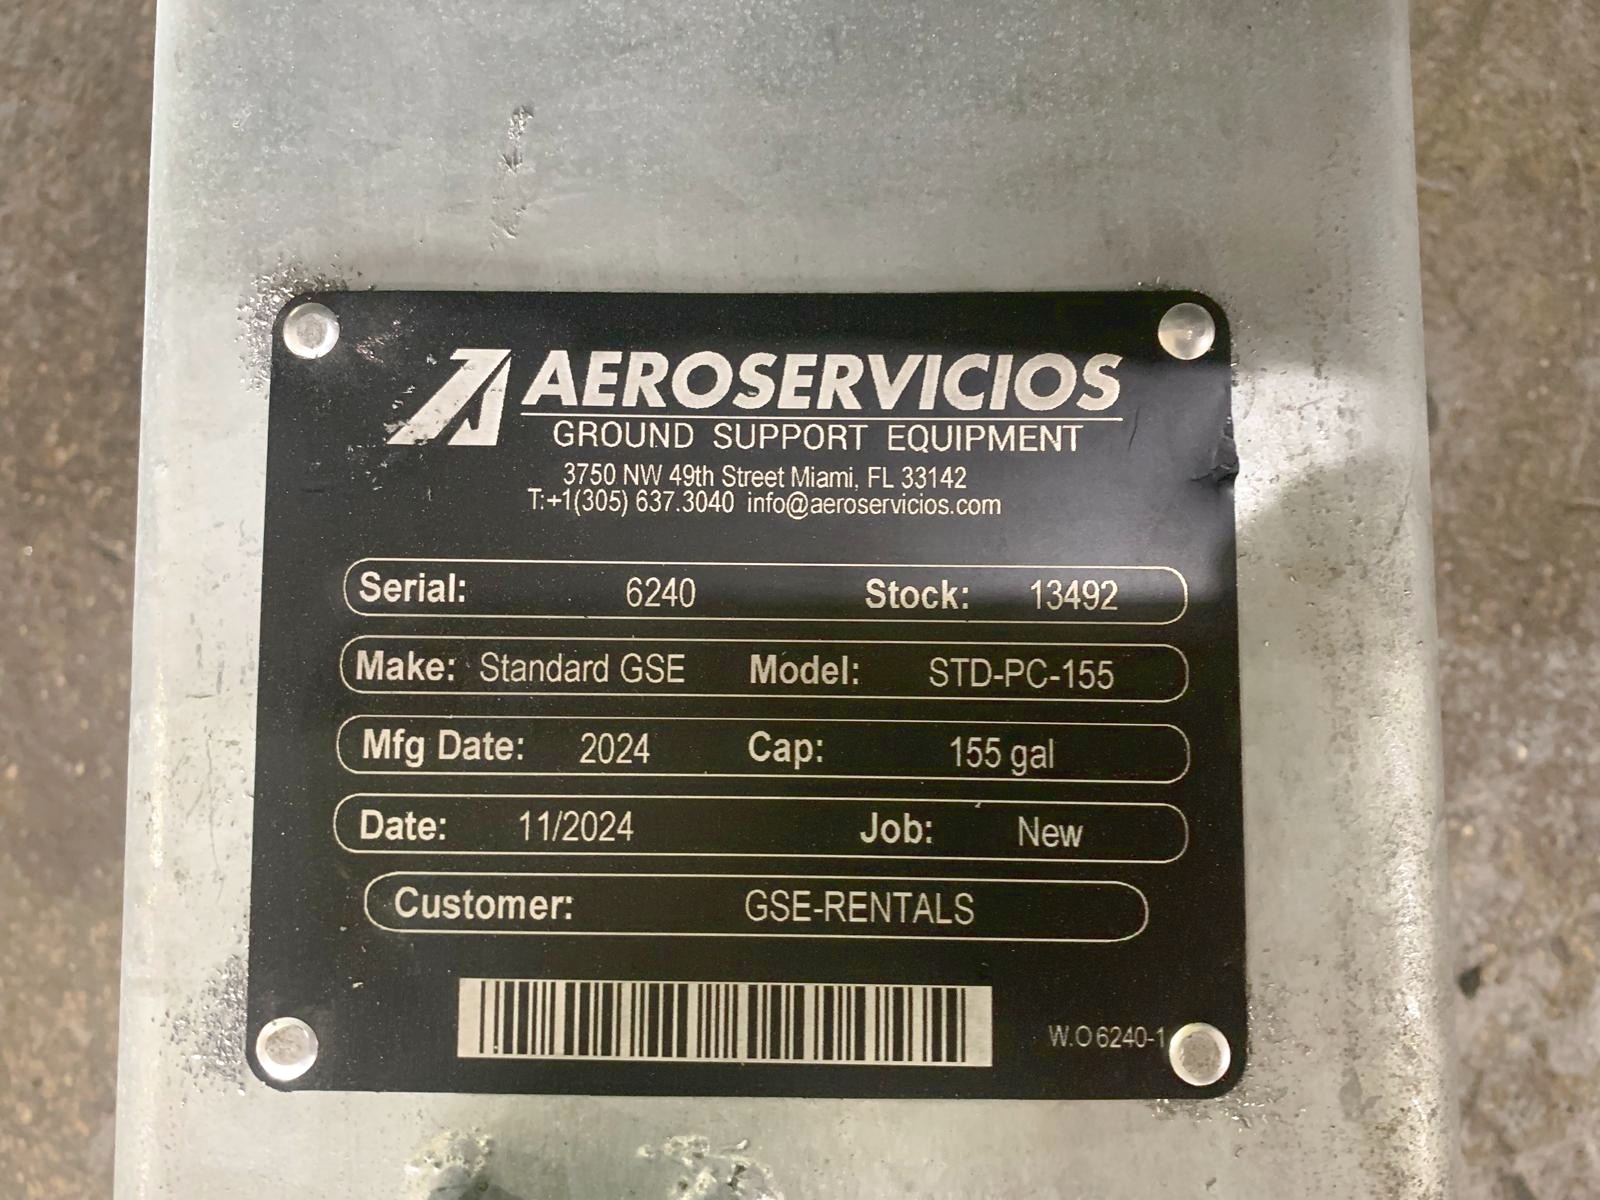 AEROSERVICIOS
GROUND SUPPORT EQUIPMENT
3750 NW 49th Street Miami, FL 33142
T:+1(305) 637.3040 info@aeroservicios.com
Serial: 6240 Stock: 13492
Make: Standard GSE Model: STD-PC-155
Mfg Date: 2024 Cap: 155 gal
Date: 11/2024 Job: New
Customer: GSE-RENTALS
W.O 6240-1